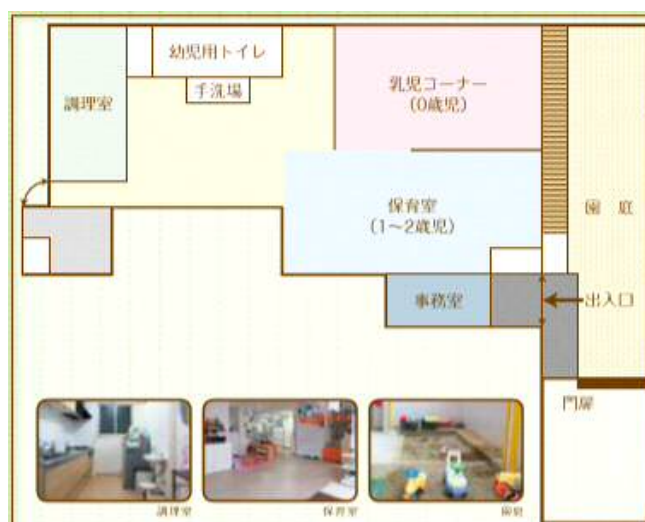 幼児用トイレ
手洗場
調理室
乳児コーナー
(0歳児)
保育室
(1〜2歳児)
園庭
事務室
出入口
門扉
調理室
保育室
園庭